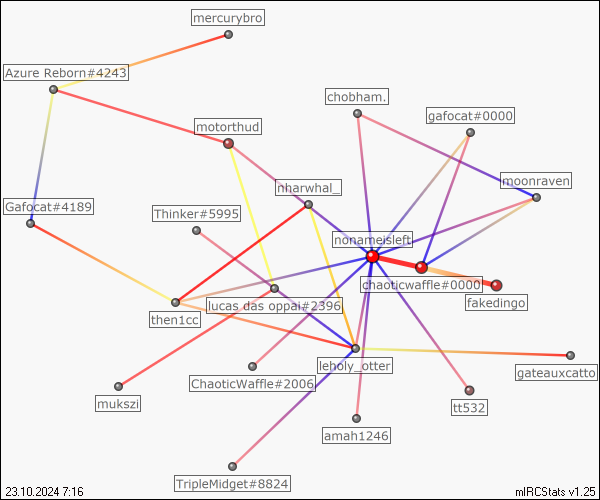 mercurybro
Azure Reborn#4243
chobham.
gafocat#0000
motorthud
moonraven
nharwhal_
Gafocat#4189
Thinker#5995
nonameisleft
chaoticwaffle#0000
fakedingo
lucas.das oppai#2396
then1cc
leholy_otter
gateauxcatto
ChaoticWaffle#2006
mukszi
tt532
amah1246
TripleMidget#8824
23.10.2024 7:16
mIRCStats v1.25